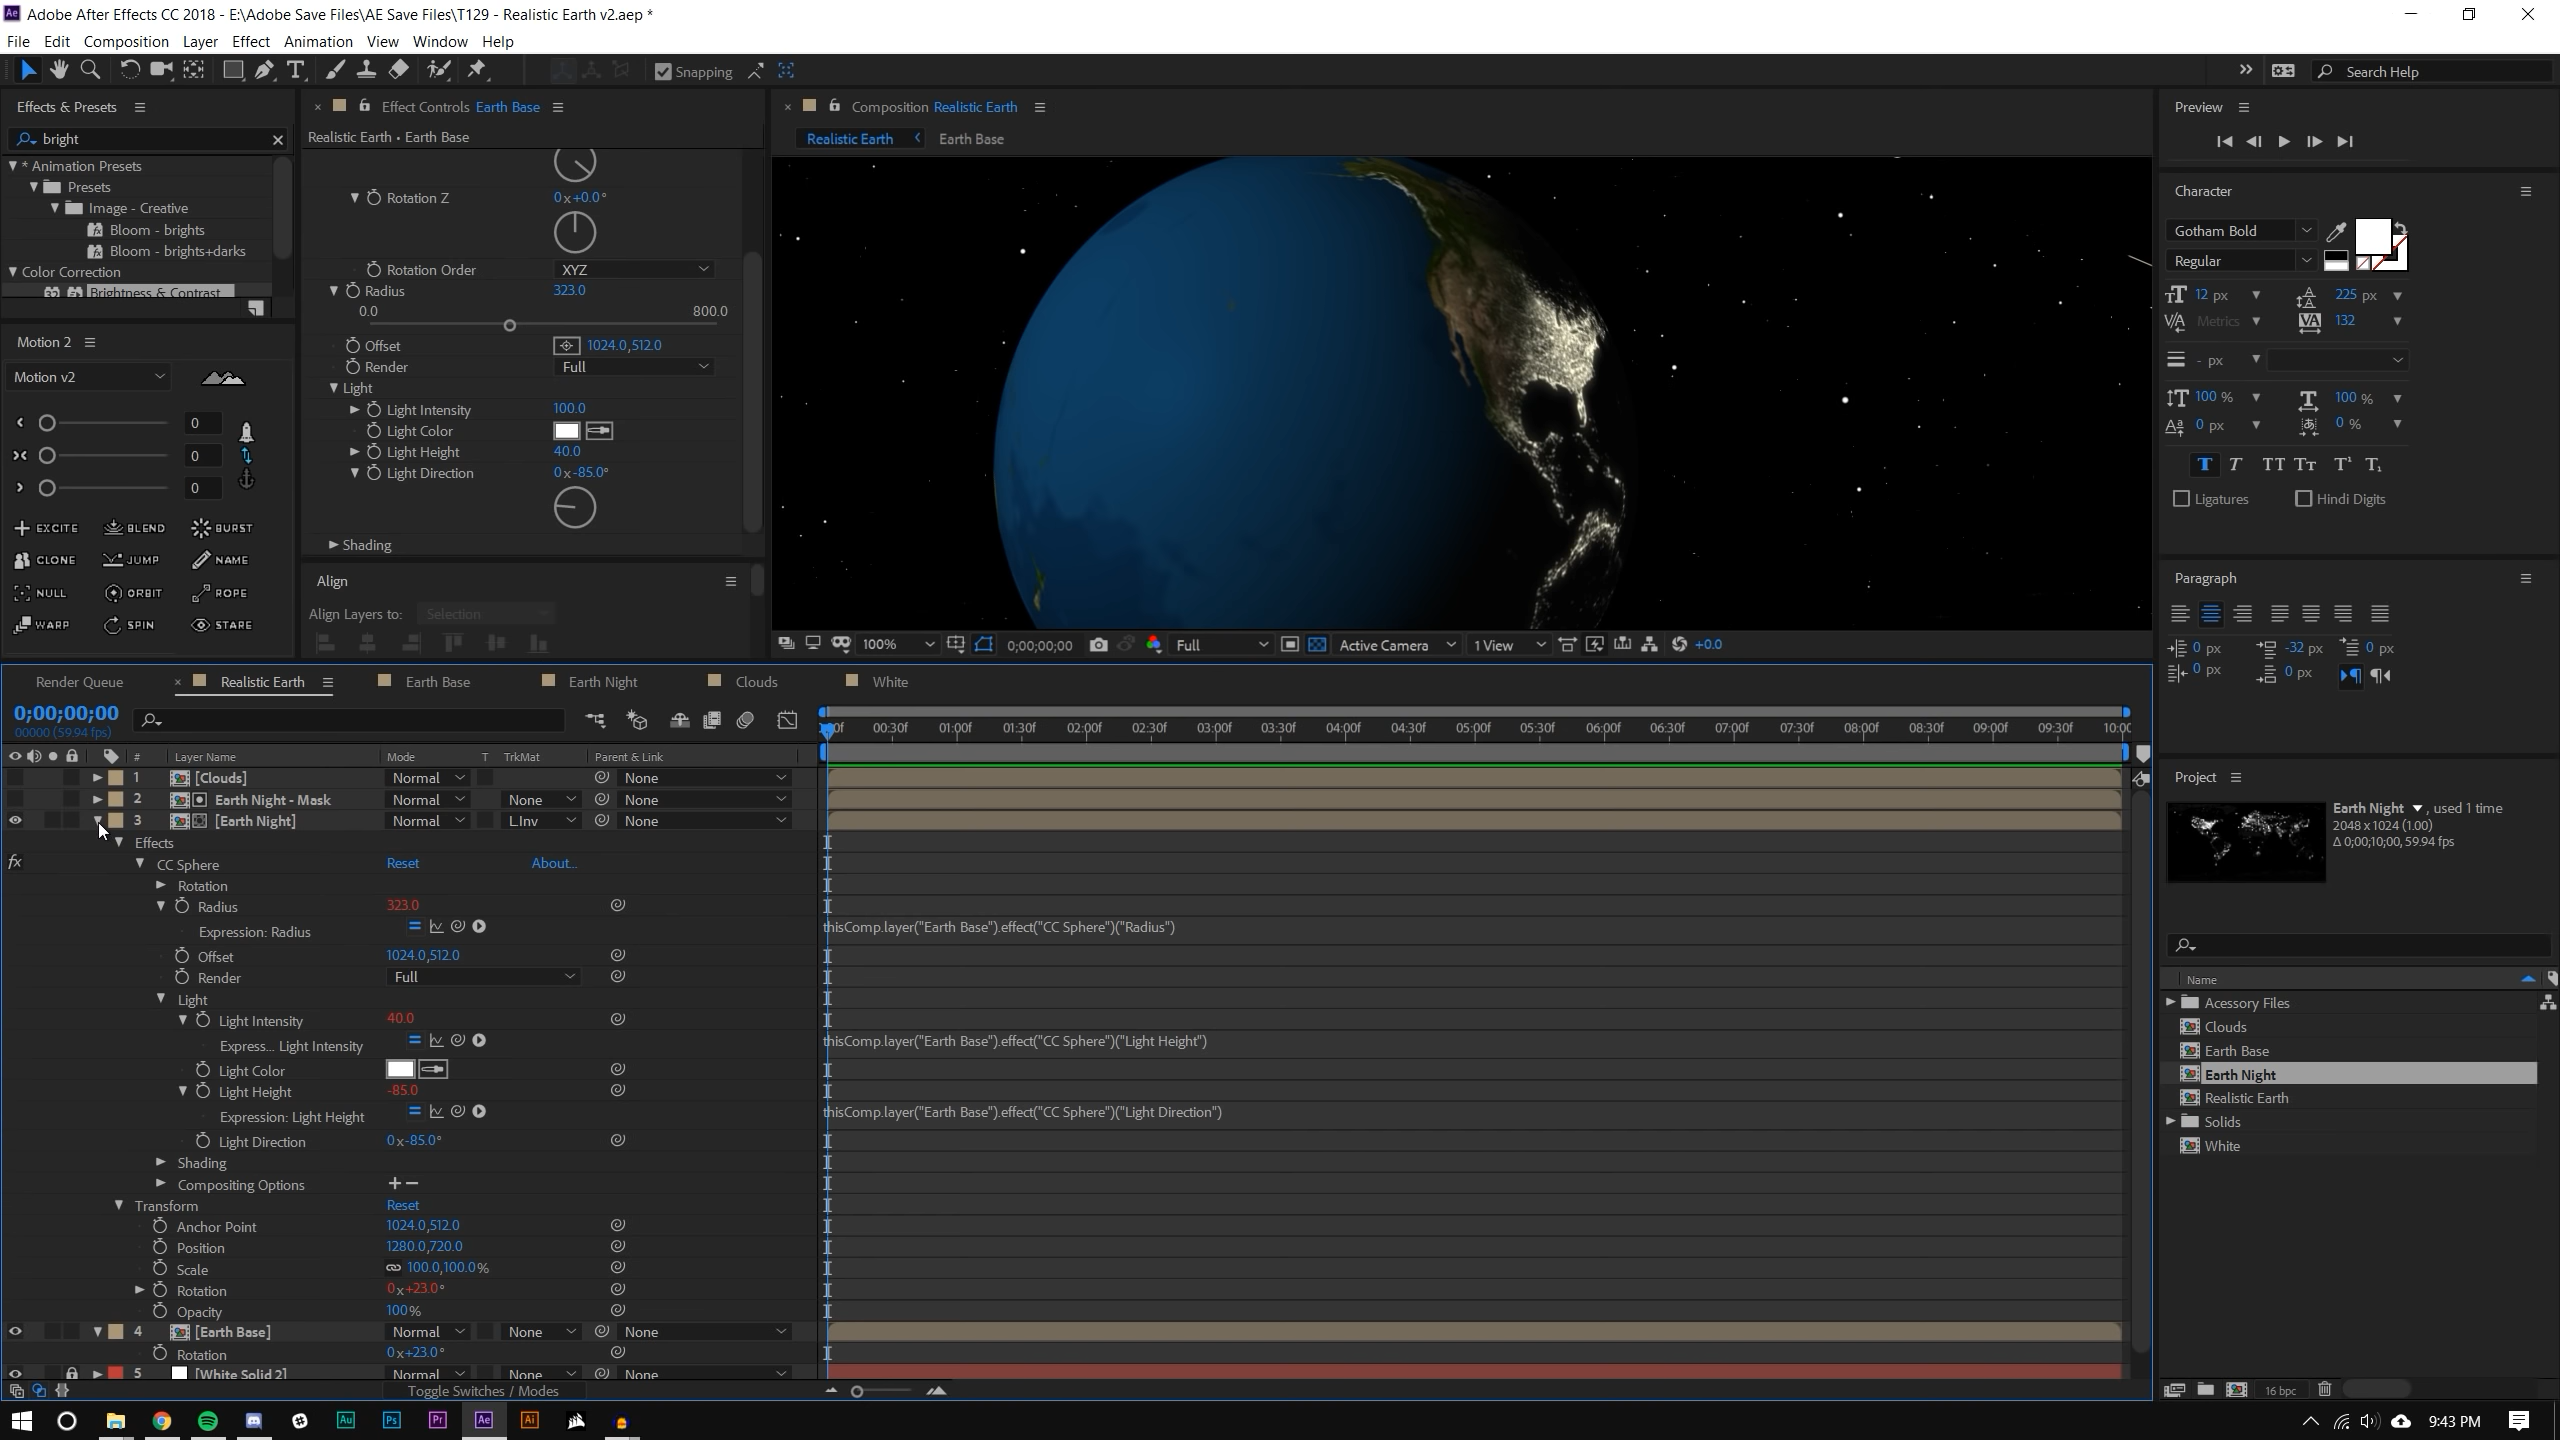 Adobe After Effects CC 2018 - E:\Adobe Save Files\AE Save Files\T129 - Realistic Earth v2.aep *
File Edit Composition Layer Effect Animation View Window Help
Snapping
Search Help
Effects & Presets
bright
* Animation Presets
Presets
Image - Creative
Bloom - brights
Bloom - brights+darks
Color Correction
Brightness & Contrast
Motion 2
Motion v2
0
0
0
EXCITE BLEND BURST
CLONE JUMP NAME
NULL ORBIT ROPE
WARP SPIN STARE
Effect Controls Earth Base
Realistic Earth • Earth Base
Rotation Z 0x+0.0°
Rotation Order XYZ
Radius 323.0
0.0 800.0
Offset 1024.0,512.0
Render Full
Light
Light Intensity 100.0
Light Color
Light Height 40.0
Light Direction 0x-85.0°
Shading
Align
Align Layers to: Selection
Composition Realistic Earth
Realistic Earth Earth Base
100% 0;00;00;00 Full Active Camera 1 View +0.0
Preview
Character
Gotham Bold
Regular
12 px 225 px
Metrics 132
- px
100 % 100 %
0 px 0 %
T T TT Tt T¹ T₁
Ligatures Hindi Digits
Paragraph
0 px -32 px 0 px
0 px 0 px
Project
Earth Night , used 1 time
2048 x 1024 (1.00)
Δ 0;00;10;00, 59.94 fps
Name
Acessory Files
Clouds
Earth Base
Earth Night
Realistic Earth
Solids
White
16 bpc
Render Queue Realistic Earth Earth Base Earth Night Clouds White
0;00;00;00
00000 (59.94 fps)
00:30f 01:00f 01:30f 02:00f 02:30f 03:00f 03:30f 04:00f 04:30f 05:00f 05:30f 06:00f 06:30f 07:00f 07:30f 08:00f 08:30f 09:00f 09:30f
# Layer Name Mode T TrkMat Parent & Link
1 [Clouds] Normal None
2 Earth Night - Mask Normal None None
3 [Earth Night] Normal L.Inv None
Effects
fx CC Sphere Reset About...
Rotation
Radius 323.0
Expression: Radius thisComp.layer("Earth Base").effect("CC Sphere")("Radius")
Offset 1024.0,512.0
Render Full
Light
Light Intensity 40.0
Express... Light Intensity thisComp.layer("Earth Base").effect("CC Sphere")("Light Height")
Light Color
Light Height -85.0
Expression: Light Height thisComp.layer("Earth Base").effect("CC Sphere")("Light Direction")
Light Direction 0x-85.0°
Shading
Compositing Options +−
Transform Reset
Anchor Point 1024.0,512.0
Position 1280.0,720.0
Scale 100.0,100.0%
Rotation 0x+23.0°
Opacity 100%
4 [Earth Base] Normal None None
Rotation 0x+23.0°
5 [White Solid 2] Normal None None
Toggle Switches / Modes
Au Ps Pr Ae Ai
9:43 PM